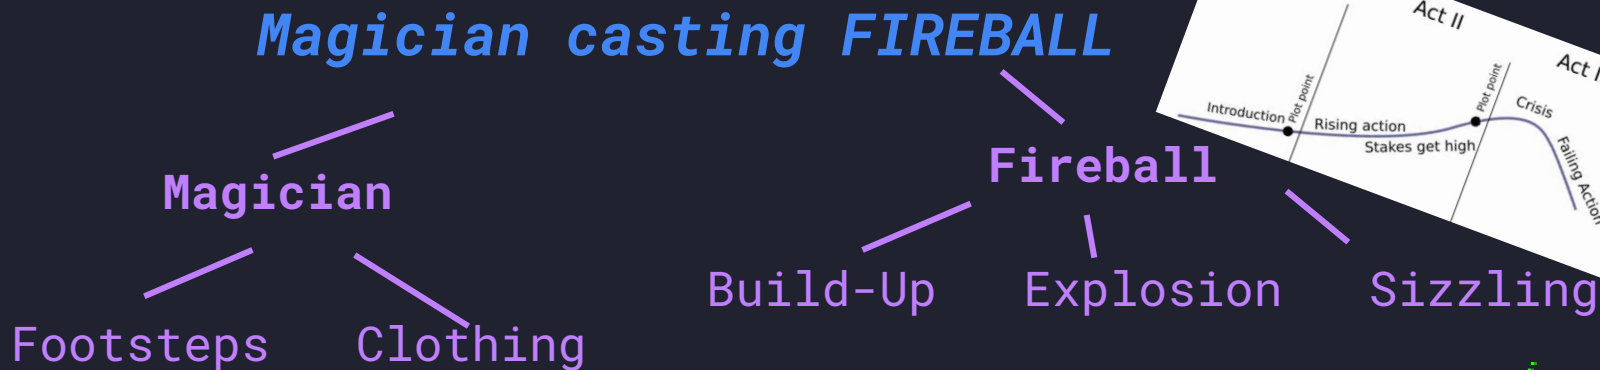 Magician casting FIREBALL
Act II
Act I
Plot point
Plot point
Introduction
Rising action
Stakes get high
Crisis
Falling Action
Magician
Fireball
Footsteps
Clothing
Build-Up
Explosion
Sizzling